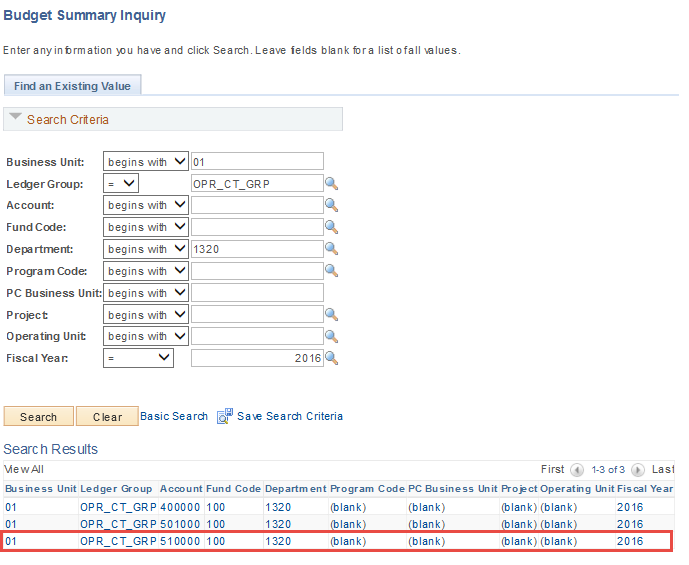 Budget Summary Inquiry
Enter any information you have and click Search. Leave fields blank for a list of all values.
Find an Existing Value
Search Criteria
Business Unit: begins with 01
Ledger Group: = OPR_CT_GRP
Account: begins with
Fund Code: begins with
Department: begins with 1320
Program Code: begins with
PC Business Unit: begins with
Project: begins with
Operating Unit: begins with
Fiscal Year: = 2016
Search Clear Basic Search Save Search Criteria
Search Results
View All First 1-3 of 3 Last
Business Unit Ledger Group Account Fund Code Department Program Code PC Business Unit Project Operating Unit Fiscal Year
01 OPR_CT_GRP 400000 100 1320 (blank) (blank) (blank) (blank) 2016
01 OPR_CT_GRP 501000 100 1320 (blank) (blank) (blank) (blank) 2016
01 OPR_CT_GRP 510000 100 1320 (blank) (blank) (blank) (blank) 2016